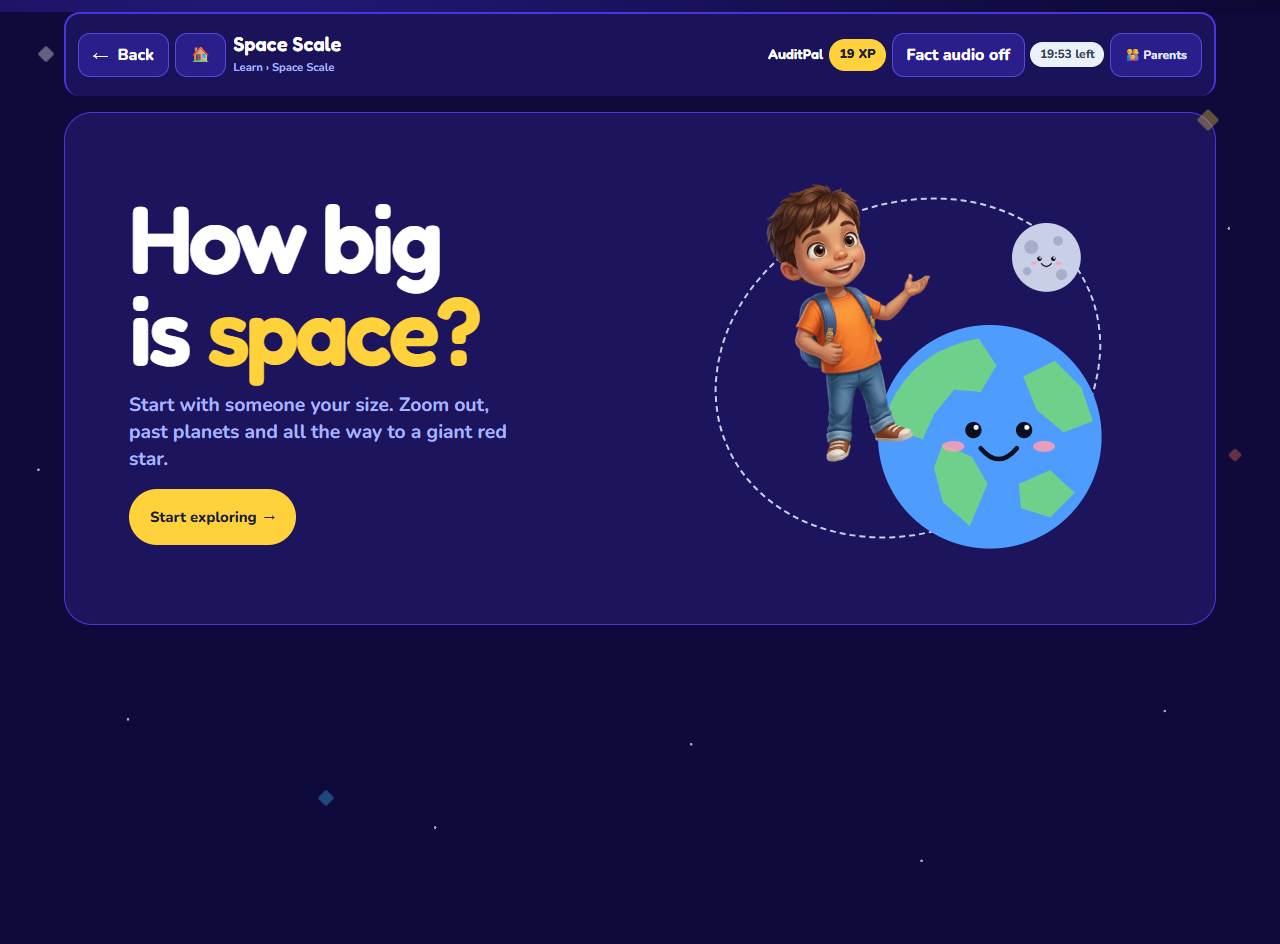 ← Back
Space Scale
Learn › Space Scale
AuditPal
19 XP
Fact audio off
19:53 left
Parents
How big
is space?
Start with someone your size. Zoom out,
past planets and all the way to a giant red
star.
Start exploring →